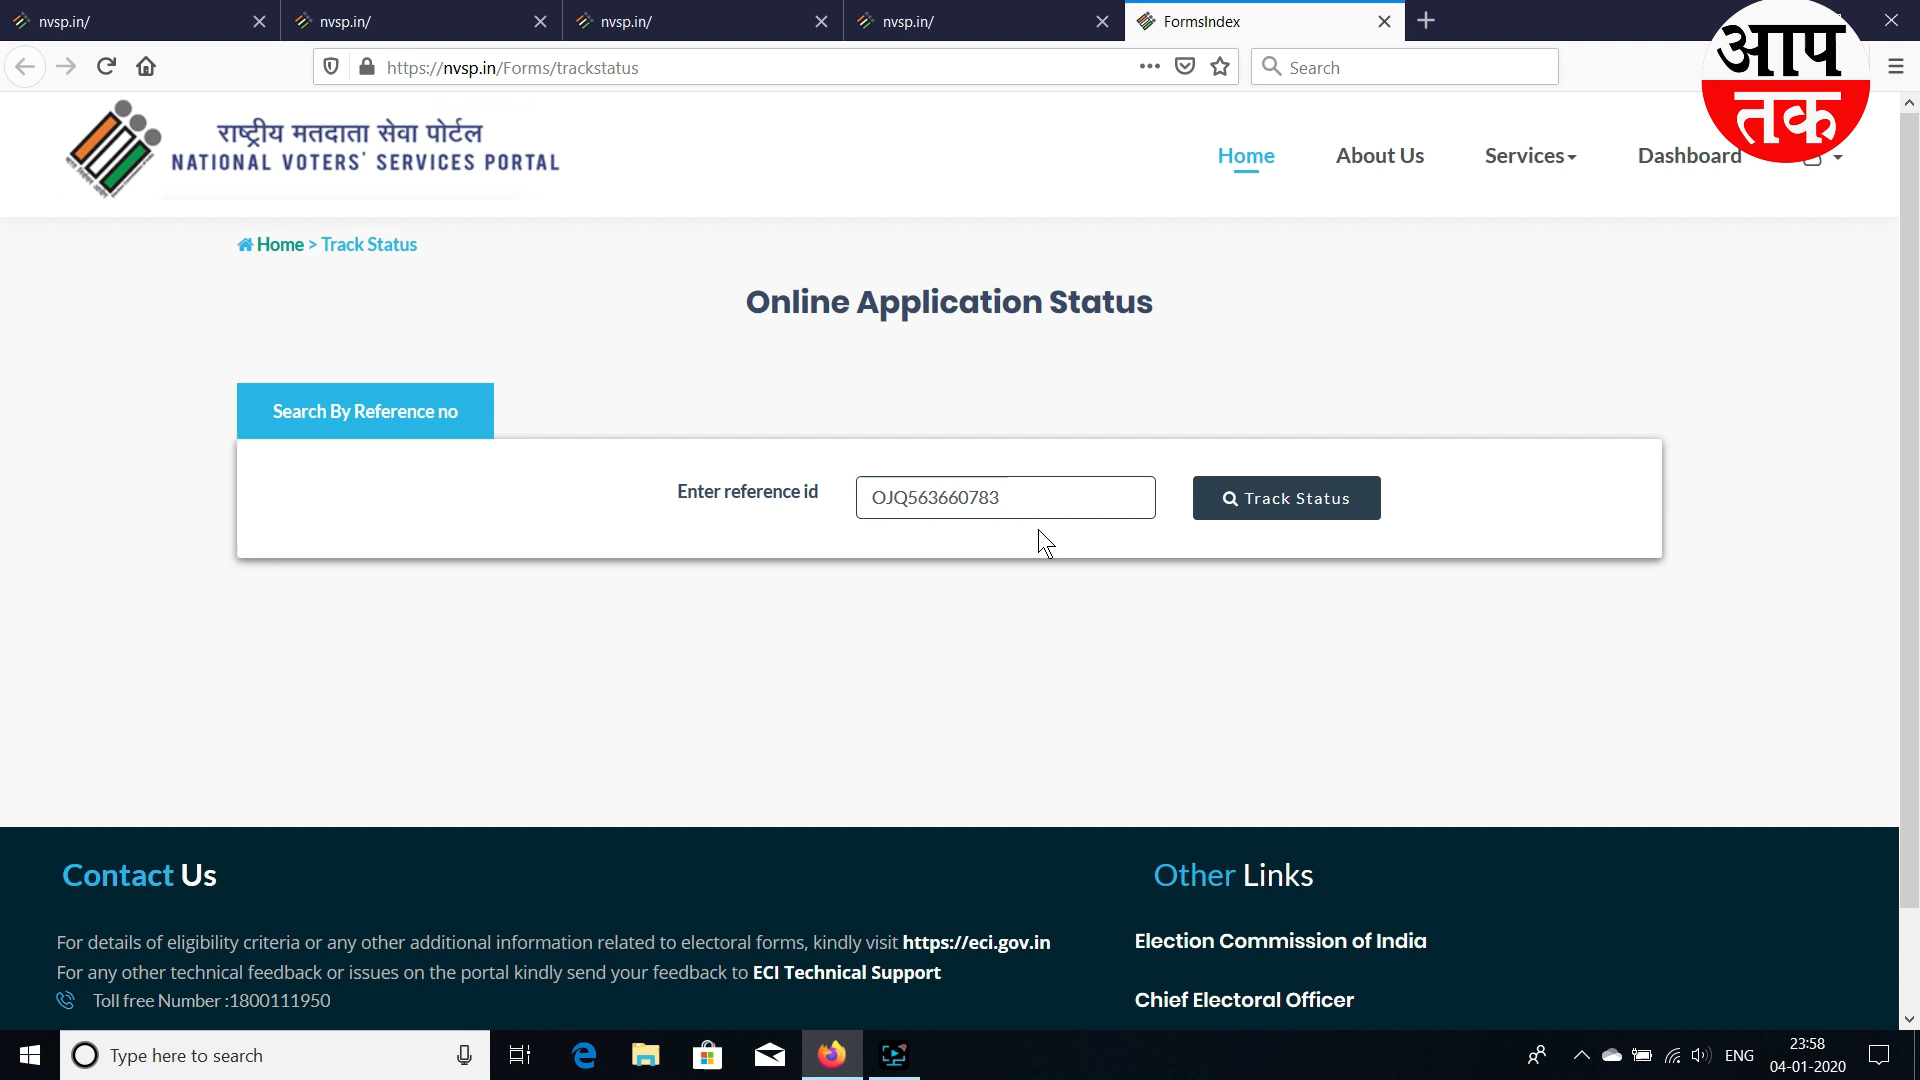 nvsp.in/
nvsp.in/
nvsp.in/
nvsp.in/
FormsIndex
https://nvsp.in/Forms/trackstatus
Search
आप
तक
राष्ट्रीय मतदाता सेवा पोर्टल
NATIONAL VOTERS' SERVICES PORTAL
Home
About Us
Services
Dashboard
Home > Track Status
Online Application Status
Search By Reference no
Enter reference id
OJQ563660783
Track Status
Contact Us
For details of eligibility criteria or any other additional information related to electoral forms, kindly visit https://eci.gov.in
For any other technical feedback or issues on the portal kindly send your feedback to ECI Technical Support
Toll free Number :1800111950
Other Links
Election Commission of India
Chief Electoral Officer
Type here to search
ENG
23:58
04-01-2020